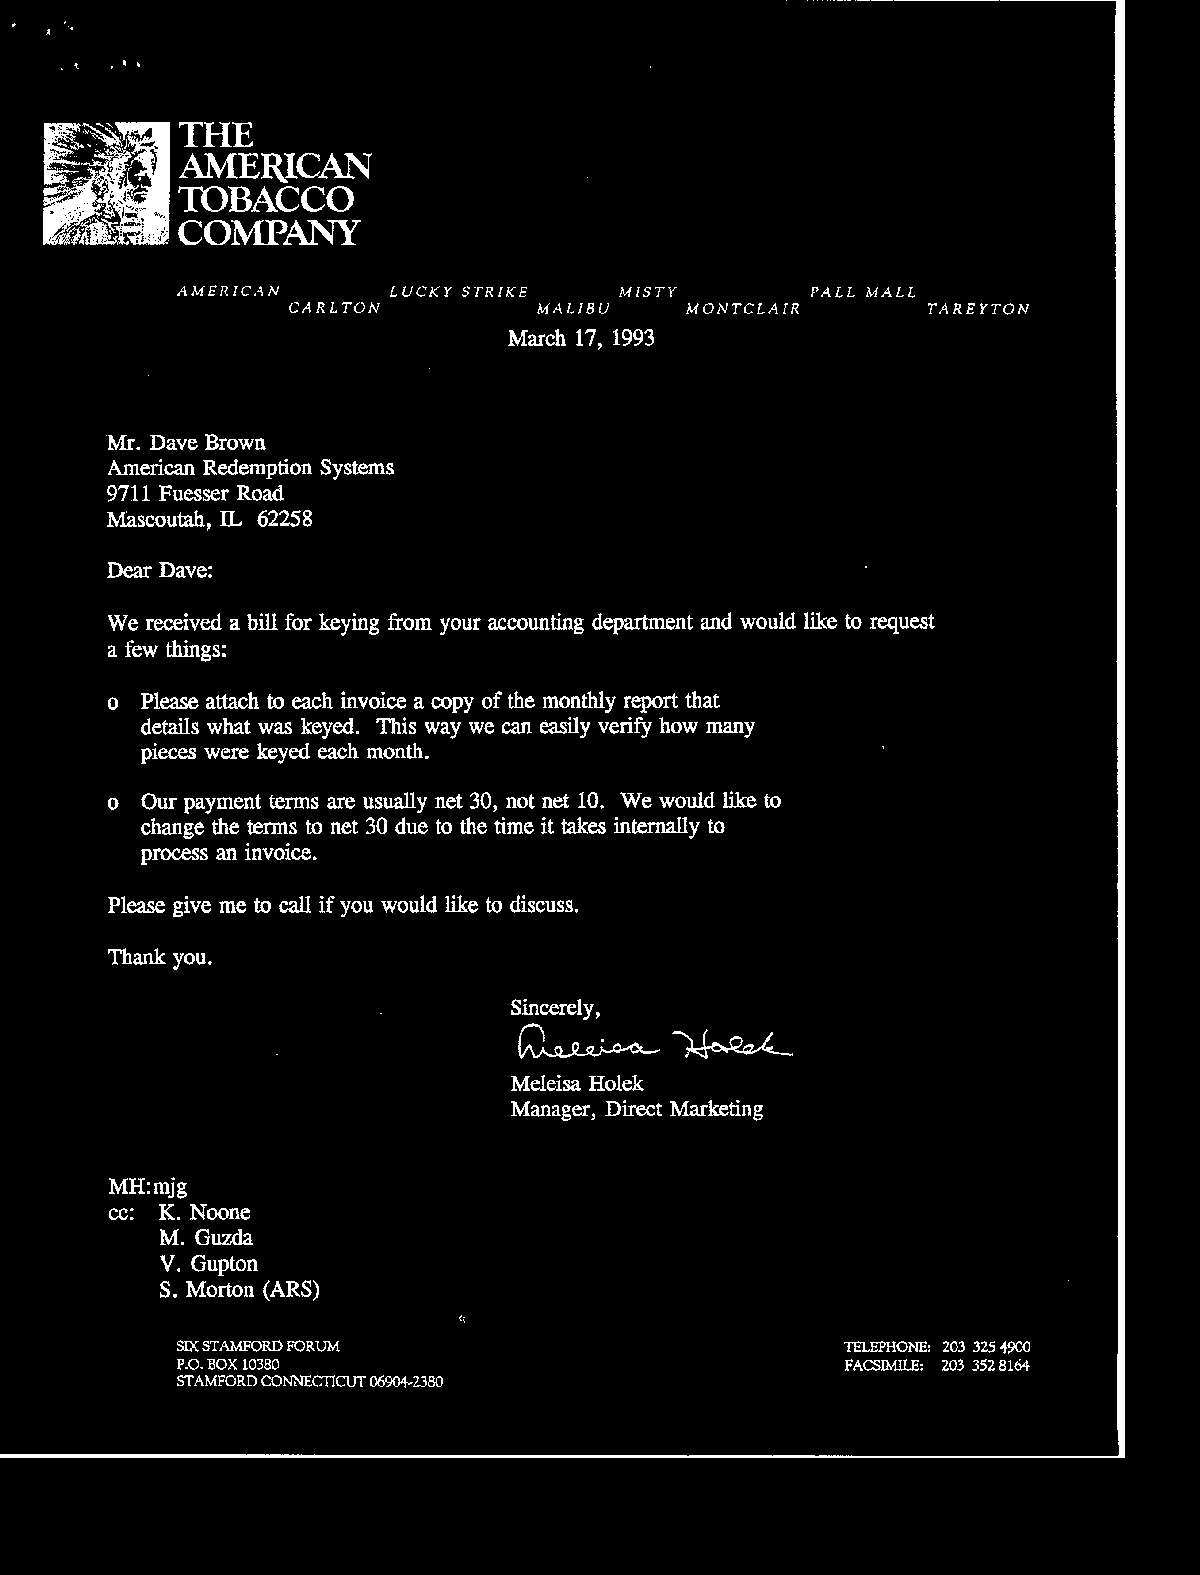 THE
AMERICAN
TOBACCO
COMPANY
AMERICAN LUCKY STRIKE MISTY PALL MALL
CARLTON MALIBU MONTCLAIR TAREYTON
March 17, 1993
Mr. Dave Brown
American Redemption Systems
9711 Fuesser Road
Mascoutah, IL 62258
Dear Dave:
We received a bill for keying from your accounting department and would like to request
a few things:
o Please attach to each invoice a copy of the monthly report that
details what was keyed. This way we can easily verify how many
pieces were keyed each month.
o Our payment terms are usually net 30, not net 10. We would like to
change the terms to net 30 due to the time it takes internally to
process an invoice.
Please give me to call if you would like to discuss.
Thank you.
Sincerely,
Meleisa Holek
Meleisa Holek
Manager, Direct Marketing
MH:mjg
cc: K. Noone
M. Guzda
V. Gupton
S. Morton (ARS)
SIX STAMFORD FORUM
P.O. BOX 10380
STAMFORD CONNECTICUT 06904-2380
TELEPHONE: 203 325 4900
FACSIMILE: 203 352 8164